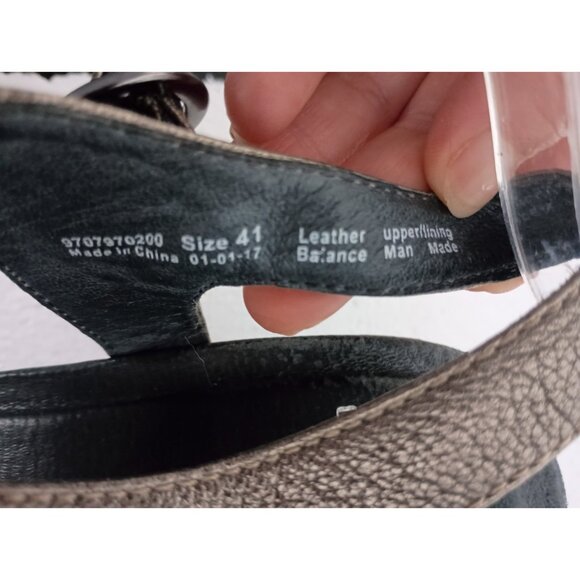 9707970200 Size 41 Leather upper/lining
Made in China 01-01-17 Balance Man Made